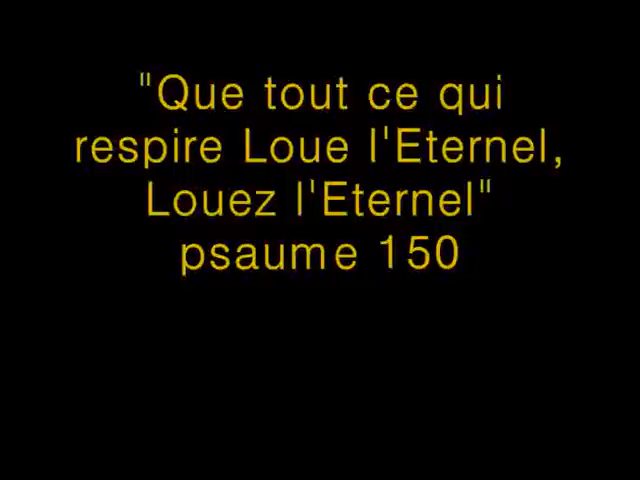 "Que tout ce qui
respire Loue l'Eternel,
Louez l'Eternel"
psaume 150